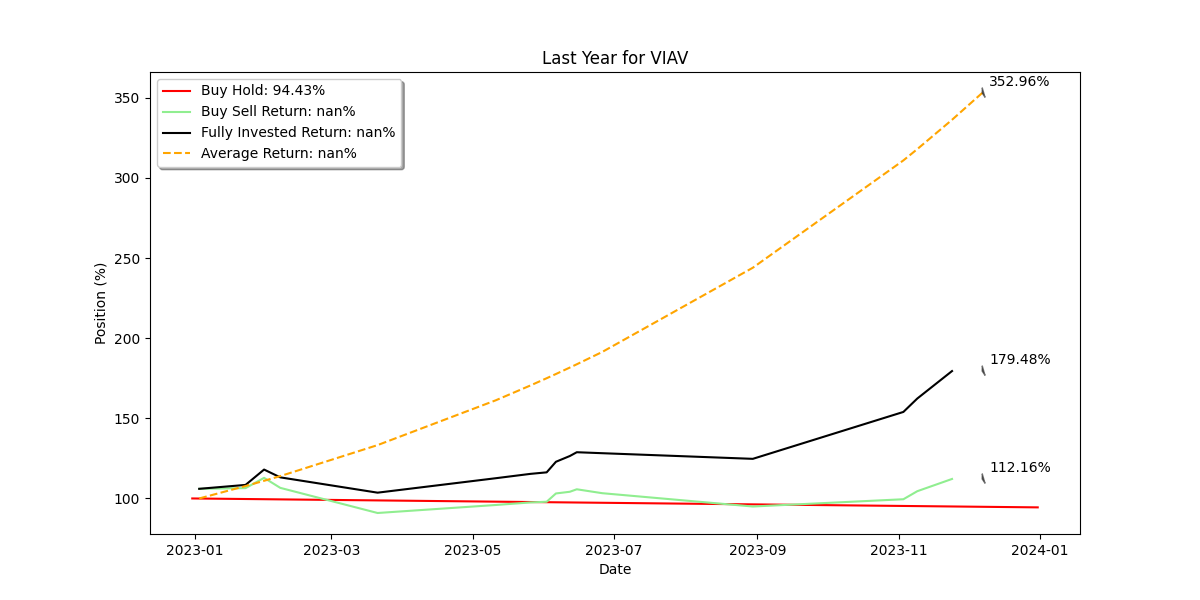 Last Year for VIAV
Buy Hold: 94.43%
Buy Sell Return: nan%
Fully Invested Return: nan%
Average Return: nan%
352.96%
179.48%
112.16%
Position (%)
350
300
250
200
150
100
2023-01
2023-03
2023-05
2023-07
2023-09
2023-11
2024-01
Date